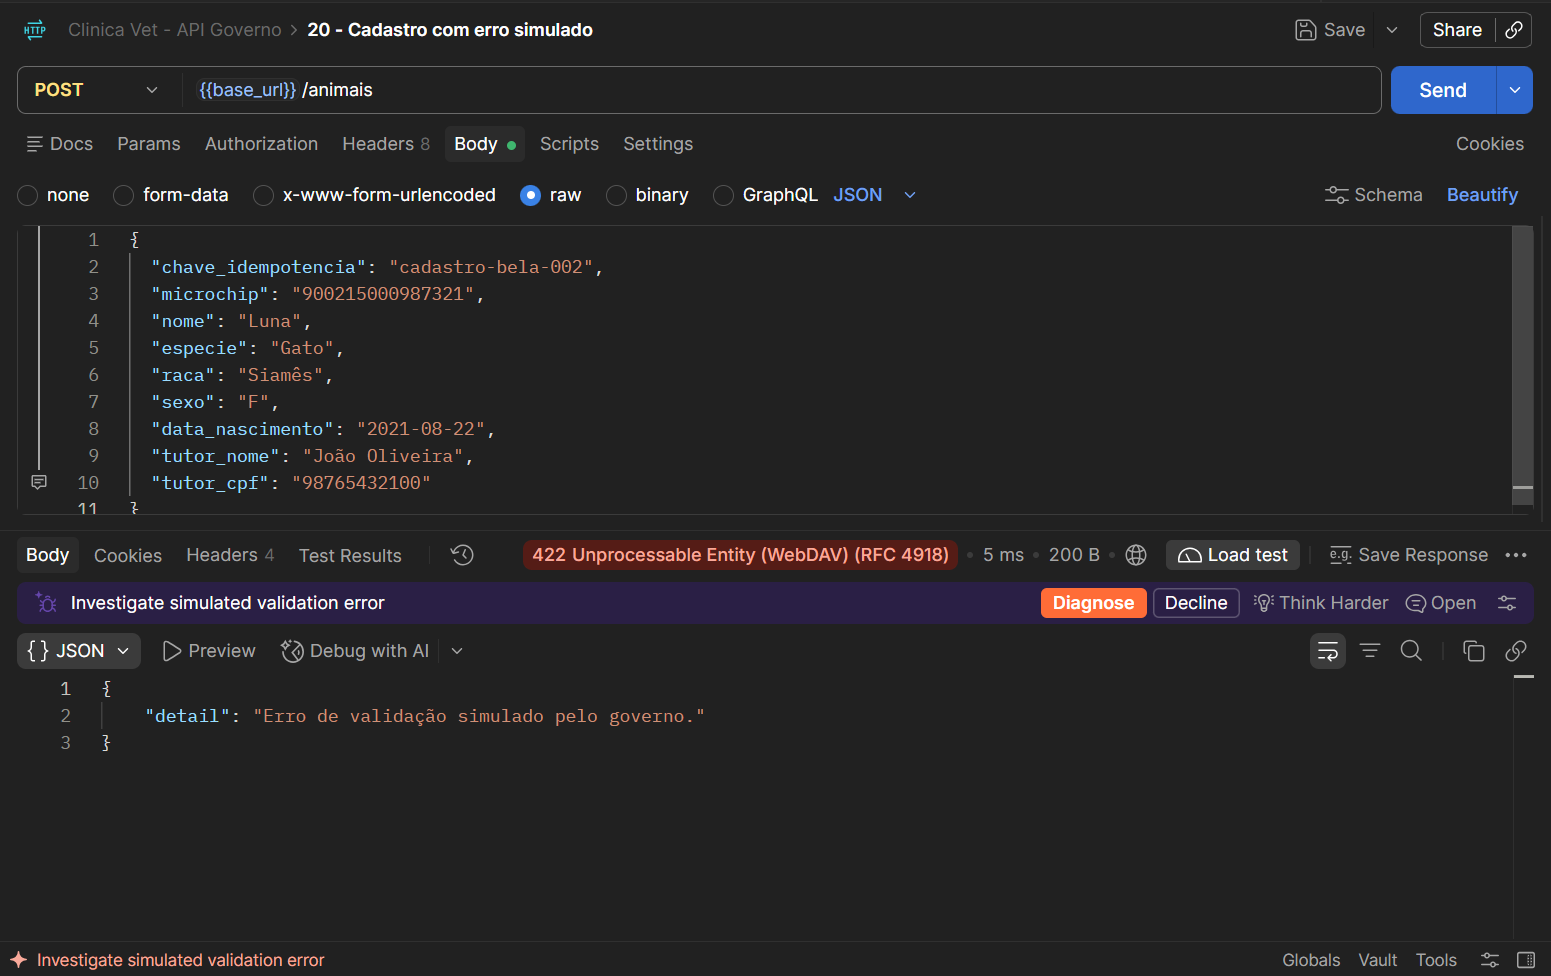 HTTP Clinica Vet - API Governo > 20 - Cadastro com erro simulado Save Share
POST {{base_url}} /animais Send
Docs Params Authorization Headers 8 Body Scripts Settings Cookies
none form-data x-www-form-urlencoded raw binary GraphQL JSON Schema Beautify
1 {
2 "chave_idempotencia": "cadastro-bela-002",
3 "microchip": "900215000987321",
4 "nome": "Luna",
5 "especie": "Gato",
6 "raca": "Siamês",
7 "sexo": "F",
8 "data_nascimento": "2021-08-22",
9 "tutor_nome": "João Oliveira",
10 "tutor_cpf": "98765432100"
11 }
Body Cookies Headers 4 Test Results 422 Unprocessable Entity (WebDAV) (RFC 4918) • 5 ms • 200 B • Load test e.g. Save Response
Investigate simulated validation error Diagnose Decline Think Harder Open
{} JSON Preview Debug with AI
1 {
2 "detail": "Erro de validação simulado pelo governo."
3 }
Investigate simulated validation error Globals Vault Tools